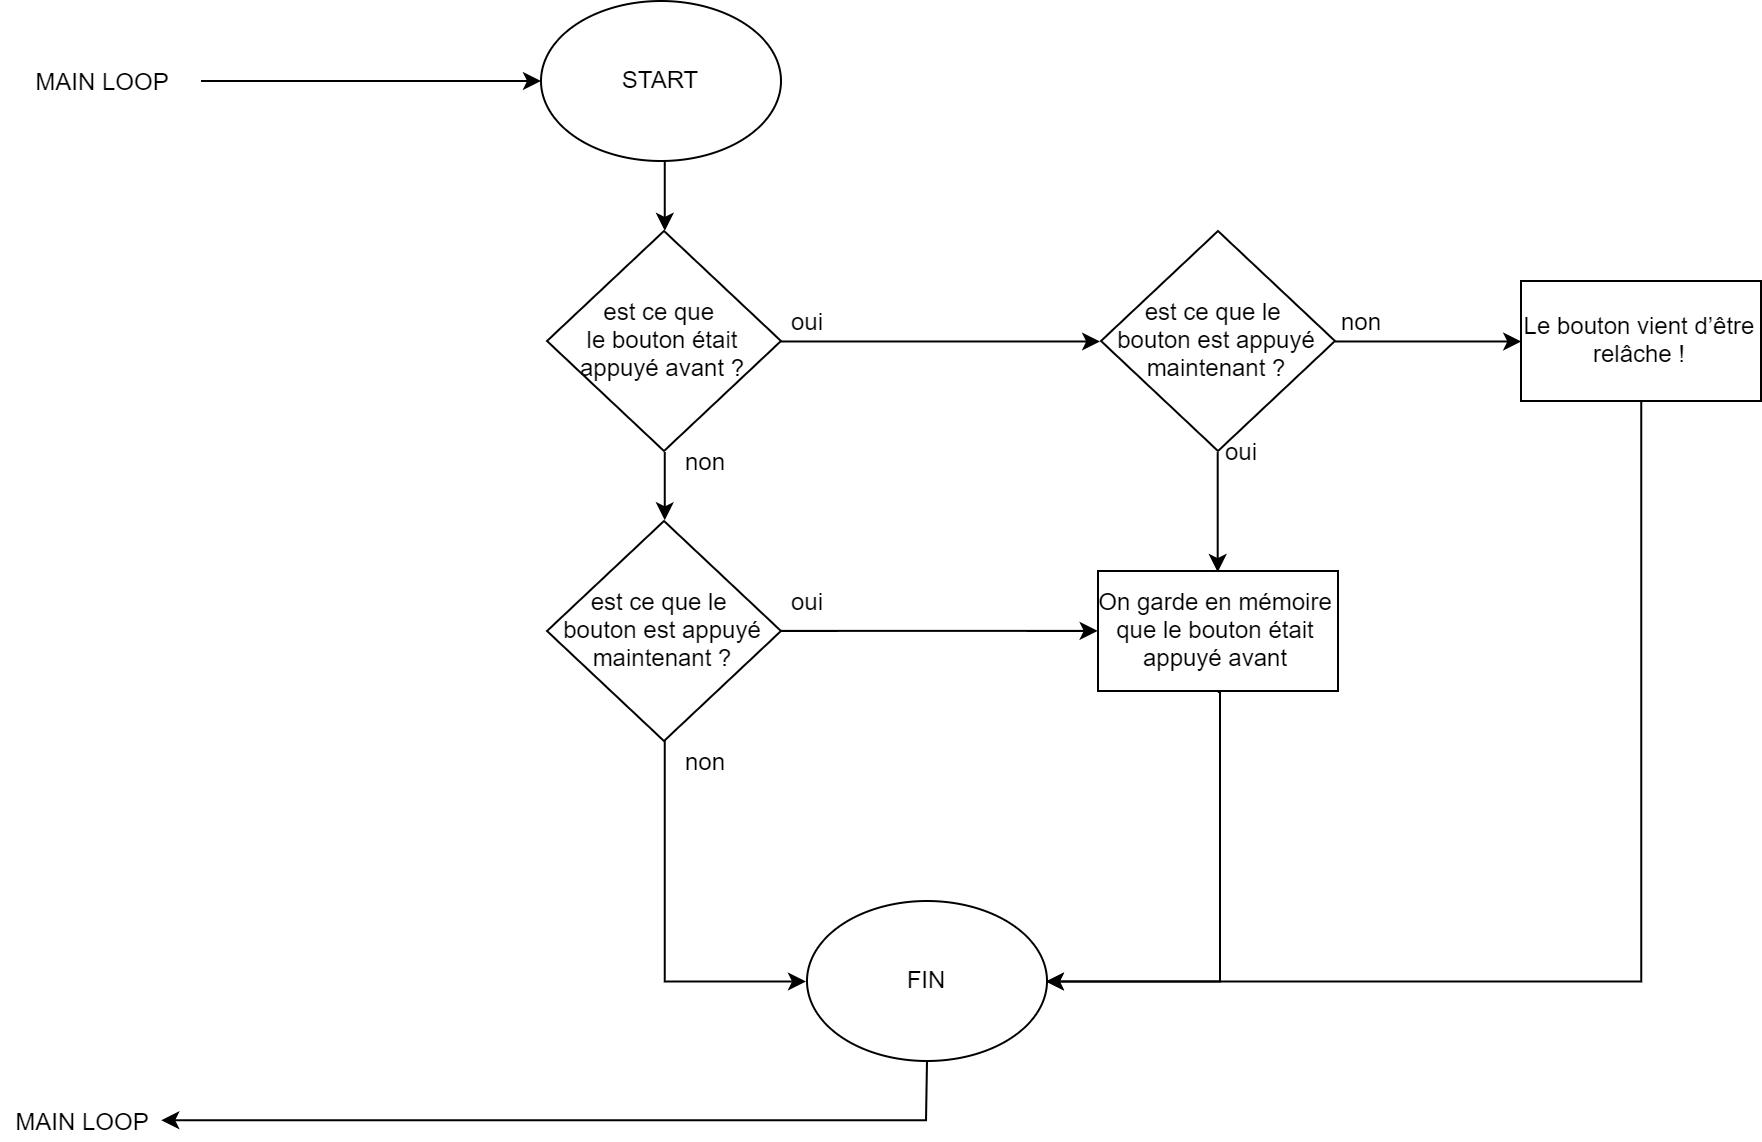 START
MAIN LOOP
est ce que
le bouton était
appuyé avant ?
oui
est ce que le
bouton est appuyé
maintenant ?
non
Le bouton vient d’être
relâche !
non
oui
est ce que le
bouton est appuyé
maintenant ?
oui
On garde en mémoire
que le bouton était
appuyé avant
non
FIN
MAIN LOOP